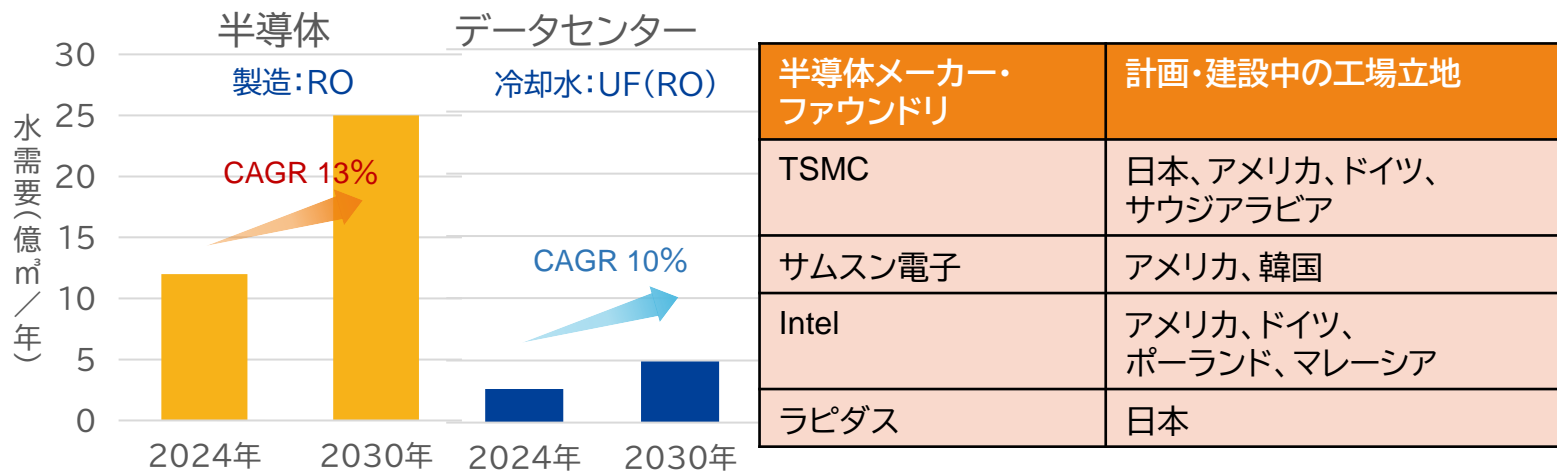 半導体
データセンター
製造:RO
冷却水:UF(RO)
水需要(億㎥/年)
30
25
20
15
10
5
0
CAGR 13%
CAGR 10%
2024年
2030年
2024年
2030年
半導体メーカー・
ファウンドリ
計画・建設中の工場立地
TSMC
日本、アメリカ、ドイツ、
サウジアラビア
サムスン電子
アメリカ、韓国
Intel
アメリカ、ドイツ、
ポーランド、マレーシア
ラピダス
日本